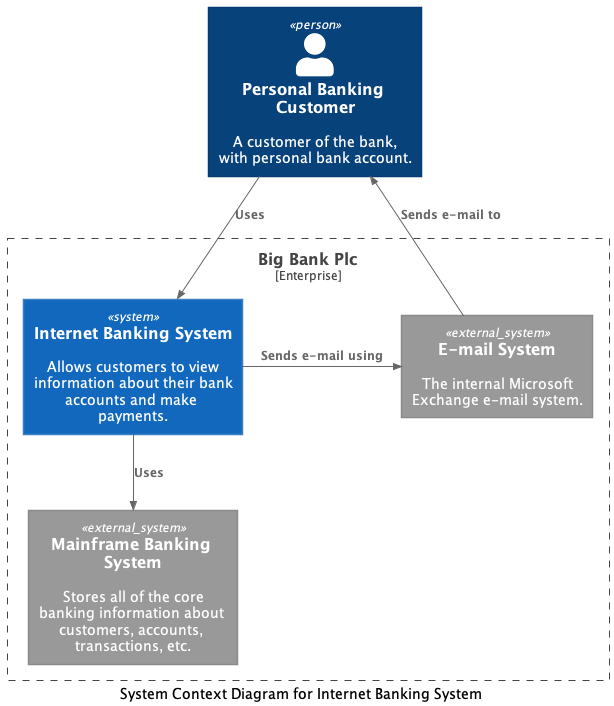 «person»
Personal Banking
Customer
A customer of the bank,
with personal bank account.
Uses
Sends e-mail to
Big Bank Plc
[Enterprise]
«system»
Internet Banking System
Allows customers to view
information about their bank
accounts and make
payments.
Sends e-mail using
«external_system»
E-mail System
The internal Microsoft
Exchange e-mail system.
Uses
«external_system»
Mainframe Banking
System
Stores all of the core
banking information about
customers, accounts,
transactions, etc.
System Context Diagram for Internet Banking System